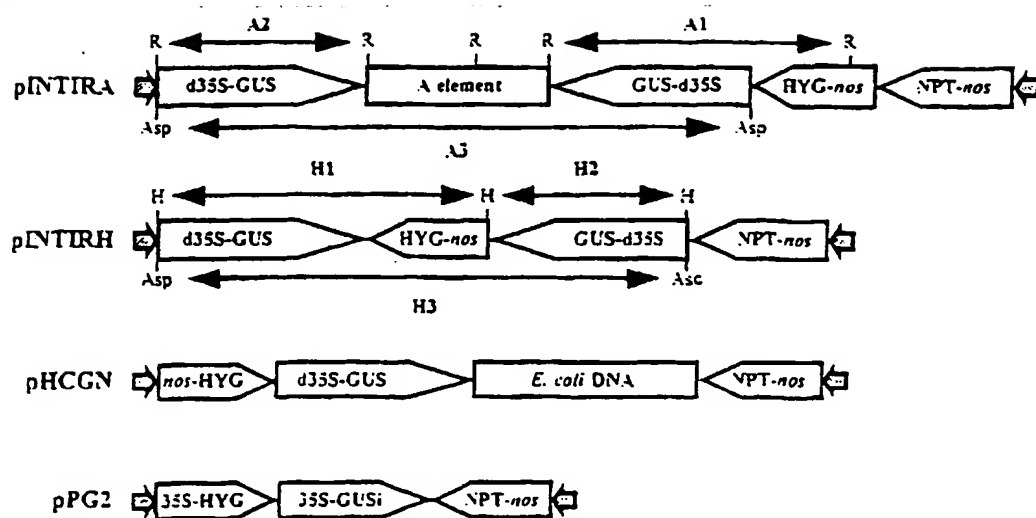 A2 A1
R R R R R
pINTIRA d35S-GUS A element GUS-d35S HYG-nos NPT-nos
Asp Asp
A3
H1 H2
H H H
pINTIRH d35S-GUS HYG-nos GUS-d35S NPT-nos
Asp Asc
H3
pHCGN nos-HYG d35S-GUS E. coli DNA NPT-nos
pPG2 35S-HYG 35S-GUSi NPT-nos